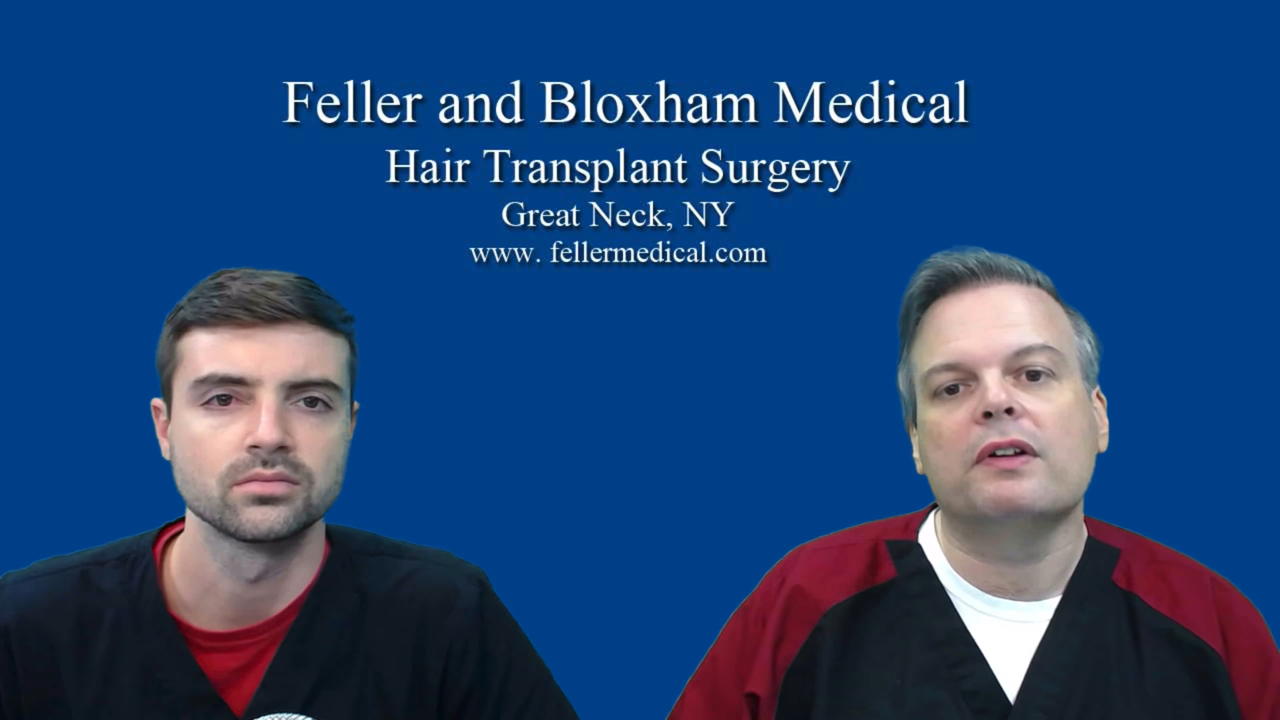 Feller and Bloxham Medical
Hair Transplant Surgery
Great Neck, NY
www. fellermedical.com